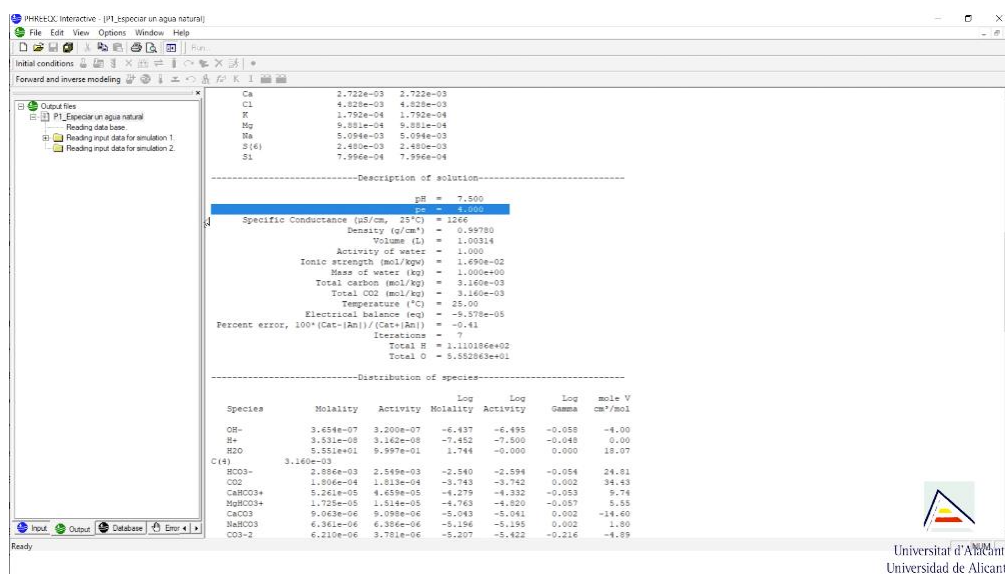 PHREEQC Interactive - [P1_Especiar un agua natural]
File Edit View Options Window Help
Run...
Initial conditions
Forward and inverse modeling
Output files
P1_Especiar un agua natural
Reading data base.
Reading input data for simulation 1.
Reading input data for simulation 2.
Ca 2.722e-03 2.722e-03
Cl 4.828e-03 4.828e-03
K 1.792e-04 1.792e-04
Mg 9.881e-04 9.881e-04
Na 5.094e-03 5.094e-03
S(6) 2.480e-03 2.480e-03
Si 7.996e-04 7.996e-04
----------------------------Description of solution----------------------------
pH = 7.500
pe = 4.000
Specific Conductance (µS/cm, 25°C) = 1266
Density (g/cm³) = 0.99780
Volume (L) = 1.00314
Activity of water = 1.000
Ionic strength (mol/kgw) = 1.690e-02
Mass of water (kg) = 1.000e+00
Total carbon (mol/kg) = 3.160e-03
Total CO2 (mol/kg) = 3.160e-03
Temperature (°C) = 25.00
Electrical balance (eq) = -9.578e-05
Percent error, 100*(Cat-|An|)/(Cat+|An|) = -0.41
Iterations = 7
Total H = 1.110186e+02
Total O = 5.552863e+01
----------------------------Distribution of species----------------------------
Log Log Log mole V
Species Molality Activity Molality Activity Gamma cm³/mol
OH- 3.654e-07 3.200e-07 -6.437 -6.495 -0.058 -4.00
H+ 3.531e-08 3.162e-08 -7.452 -7.500 -0.048 0.00
H2O 5.551e+01 9.997e-01 1.744 -0.000 0.000 18.07
C(4) 3.160e-03
HCO3- 2.886e-03 2.549e-03 -2.540 -2.594 -0.054 24.81
CO2 1.806e-04 1.813e-04 -3.743 -3.742 0.002 34.43
CaHCO3+ 5.261e-05 4.659e-05 -4.279 -4.332 -0.053 9.74
MgHCO3+ 1.725e-05 1.514e-05 -4.763 -4.820 -0.057 5.55
CaCO3 9.063e-06 9.098e-06 -5.043 -5.041 0.002 -14.60
NaHCO3 6.361e-06 6.386e-06 -5.196 -5.195 0.002 1.80
CO3-2 6.210e-06 3.781e-06 -5.207 -5.422 -0.216 -4.89
Input Output Database Error
Ready
NUM
Universitat d'Alacant
Universidad de Alicant